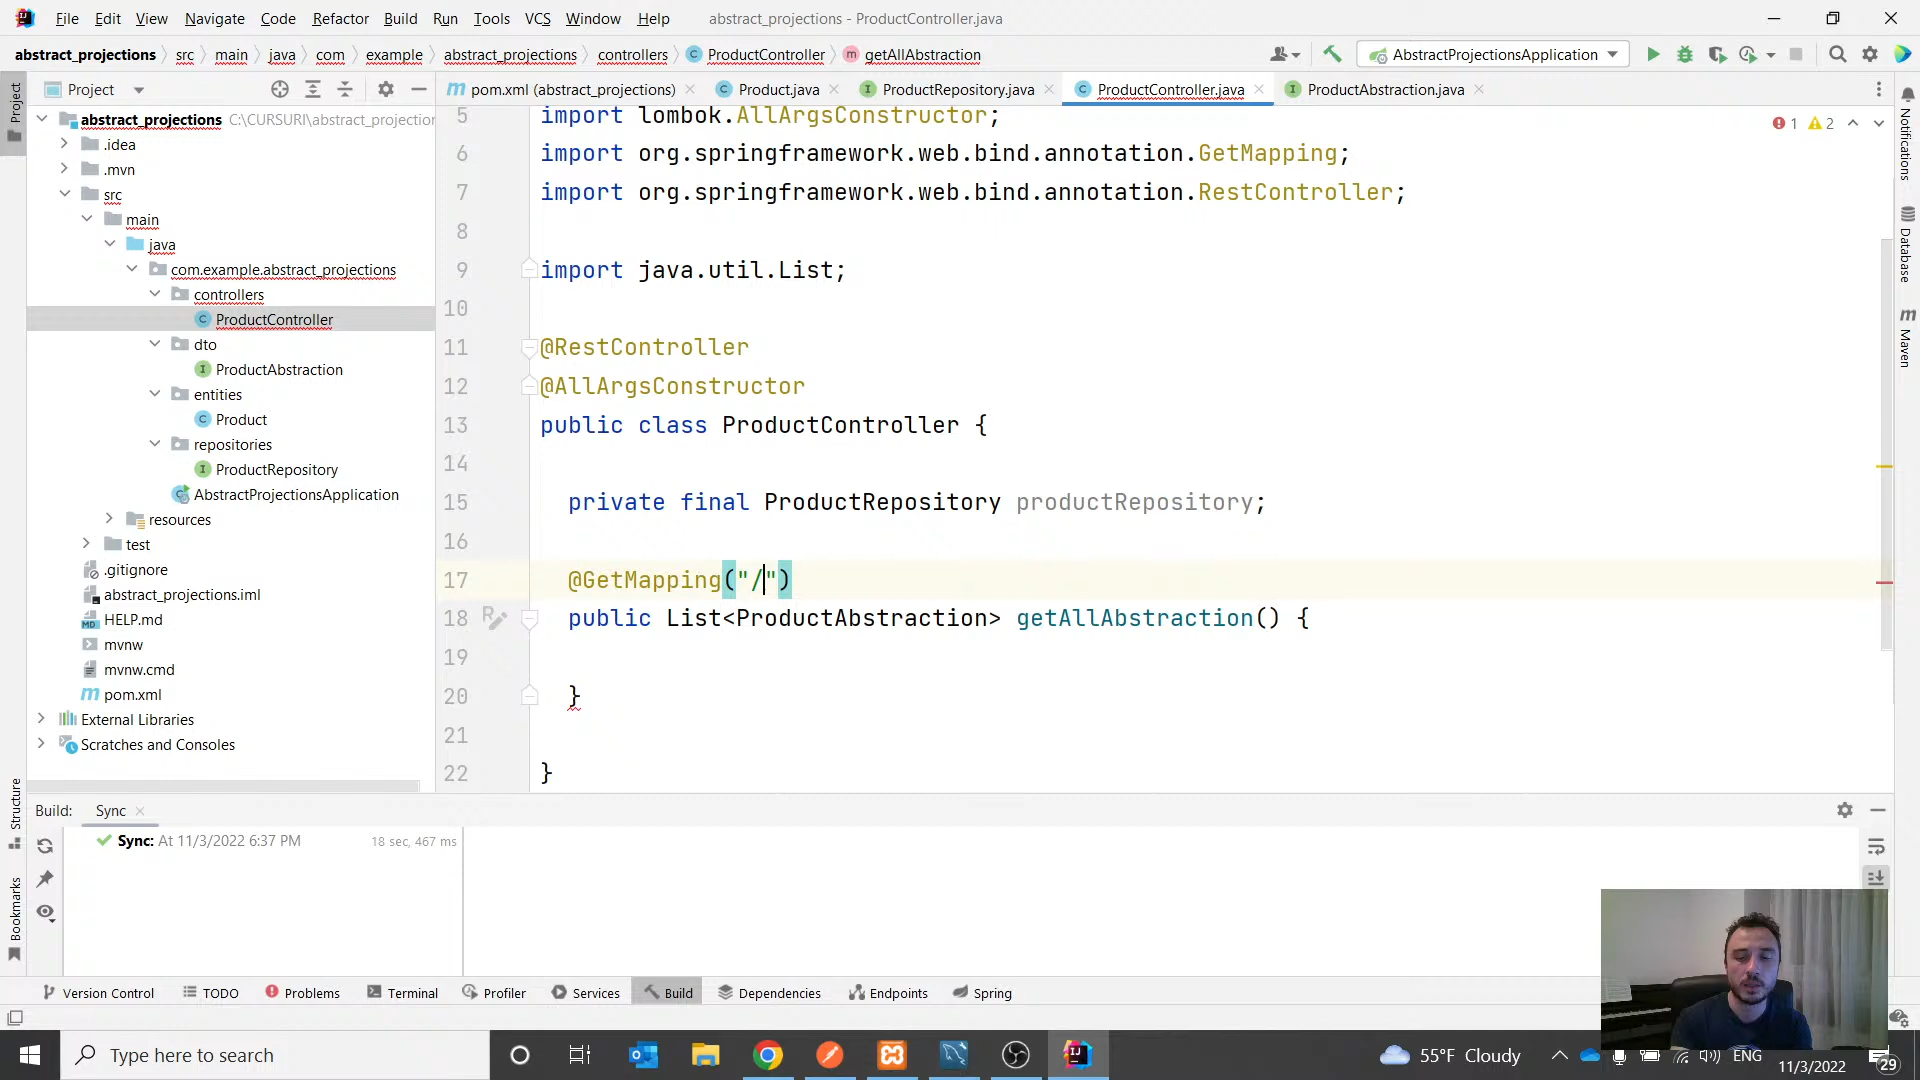 File Edit View Navigate Code Refactor Build Run Tools VCS Window Help abstract_projections - ProductController.java
abstract_projections src main java com example abstract_projections controllers ProductController getAllAbstraction AbstractProjectionsApplication
Project
pom.xml (abstract_projections) Product.java ProductRepository.java ProductController.java ProductAbstraction.java
abstract_projections C:\CURSURI\abstract_projection
.idea
.mvn
src
main
java
com.example.abstract_projections
controllers
ProductController
dto
ProductAbstraction
entities
Product
repositories
ProductRepository
AbstractProjectionsApplication
resources
test
.gitignore
abstract_projections.iml
HELP.md
mvnw
mvnw.cmd
pom.xml
External Libraries
Scratches and Consoles
1 2
5 import lombok.AllArgsConstructor;
6 import org.springframework.web.bind.annotation.GetMapping;
7 import org.springframework.web.bind.annotation.RestController;
8
9 import java.util.List;
10
11 @RestController
12 @AllArgsConstructor
13 public class ProductController {
14
15 private final ProductRepository productRepository;
16
17 @GetMapping("/")
18 public List<ProductAbstraction> getAllAbstraction() {
19
20 }
21
22 }
Project
Structure
Bookmarks
Notifications
Database
Maven
Build: Sync
Sync: At 11/3/2022 6:37 PM 18 sec, 467 ms
Version Control TODO Problems Terminal Profiler Services Build Dependencies Endpoints Spring
Type here to search
55°F Cloudy ENG
11/3/2022 29